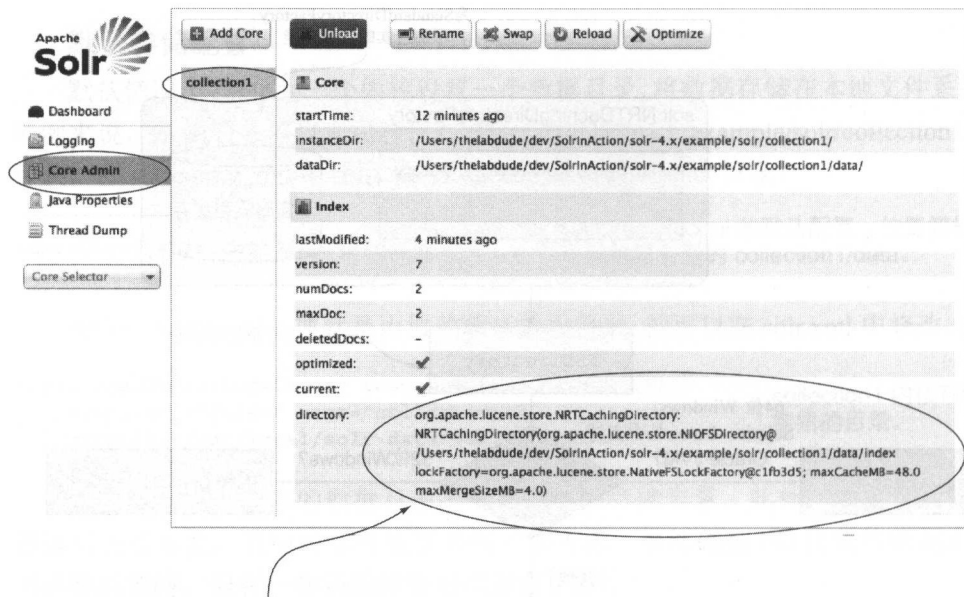 Apache
Solr
Dashboard
Logging
Core Admin
Java Properties
Thread Dump
Core Selector
Add Core
Unload
Rename
Swap
Reload
Optimize
collection1
Core
startTime: 12 minutes ago
instanceDir: /Users/thelabdude/dev/SolrInAction/solr-4.x/example/solr/collection1/
dataDir: /Users/thelabdude/dev/SolrInAction/solr-4.x/example/solr/collection1/data/
Index
lastModified: 4 minutes ago
version: 7
numDocs: 2
maxDoc: 2
deletedDocs: –
optimized: ✔
current: ✔
directory: org.apache.lucene.store.NRTCachingDirectory:
NRTCachingDirectory(org.apache.lucene.store.NIOFSDirectory@
/Users/thelabdude/dev/SolrInAction/solr-4.x/example/solr/collection1/data/index
lockFactory=org.apache.lucene.store.NativeFSLockFactory@c1fb3d5; maxCacheMB=48.0
maxMergeSizeMB=4.0)